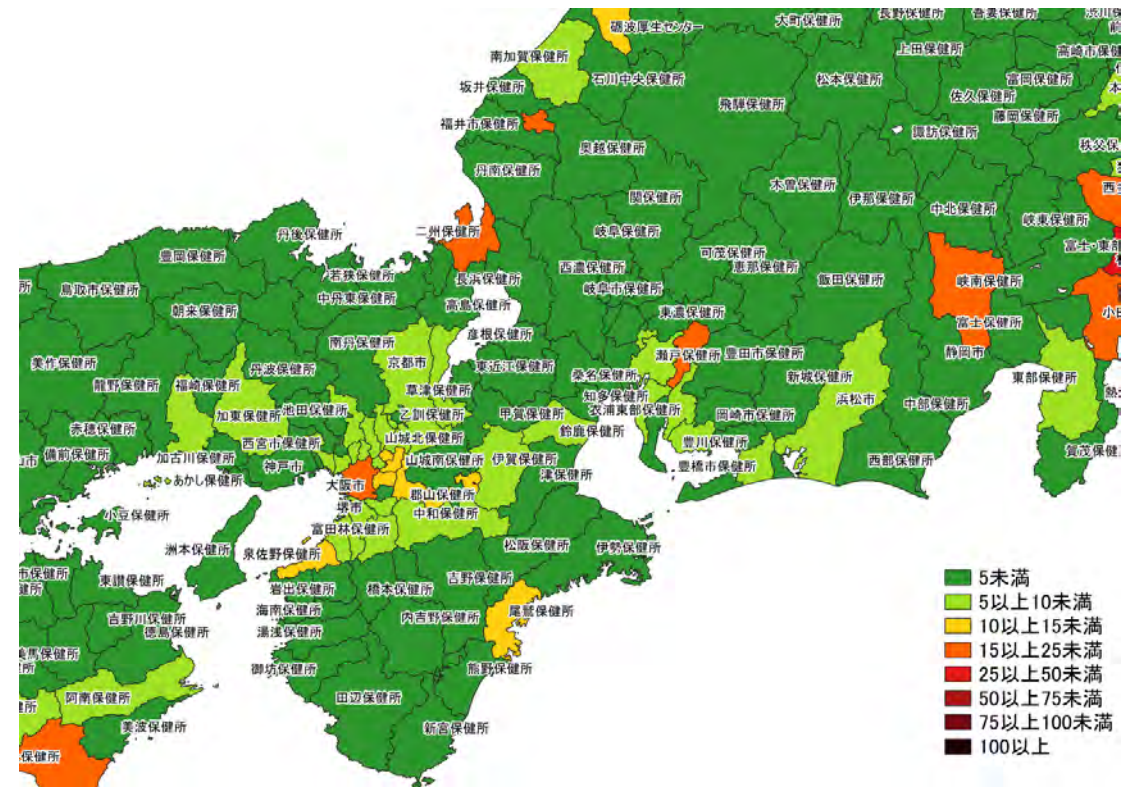 大町保健所
長野保健所
吾妻保健所
渋川保
砺波厚生センター
南加賀保健所
石川中央保健所
上田保健所
高崎市保健
坂井保健所
松本保健所
富岡保健所
飛騨保健所
佐久保健所
藤岡保健所
福井市保健所
諏訪保健所
秩父保
奥越保健所
丹南保健所
関保健所
木曽保健所
伊那保健所
中北保健所
峡東保健所
二州保健所
岐阜保健所
丹後保健所
富士・東部
豊岡保健所
可茂保健所
恵那保健所
若狭保健所
長浜保健所
西濃保健所
飯田保健所
峡南保健所
鳥取市保健所
中丹東保健所
岐阜市保健所
高島保健所
朝来保健所
東濃保健所
富士保健所
小田
彦根保健所
南丹保健所
静岡市
美作保健所
丹波保健所
京都市
東近江保健所
瀬戸保健所
豊田市保健所
桑名保健所
新城保健所
東部保健所
龍野保健所
福崎保健所
草津保健所
知多保健所
浜松市
中部保健所
加東保健所
池田保健所
乙訓保健所
甲賀保健所
衣浦東部保健所
岡崎市保健所
赤穂保健所
西宮市保健所
山城北保健所
鈴鹿保健所
豊川保健所
備前保健所
加古川保健所
神戸市
山城南保健所
伊賀保健所
豊橋市保健所
西部保健所
賀茂保健
あかし保健所
大阪市
郡山保健所
津保健所
小豆保健所
堺市
中和保健所
富田林保健所
洲本保健所
泉佐野保健所
松阪保健所
伊勢保健所
東讃保健所
岩出保健所
橋本保健所
吉野保健所
吉野川保健所
海南保健所
内吉野保健所
尾鷲保健所
徳島保健所
湯浅保健所
御坊保健所
熊野保健所
阿南保健所
田辺保健所
美波保健所
新宮保健所
保健所
5未満
5以上10未満
10以上15未満
15以上25未満
25以上50未満
50以上75未満
75以上100未満
100以上